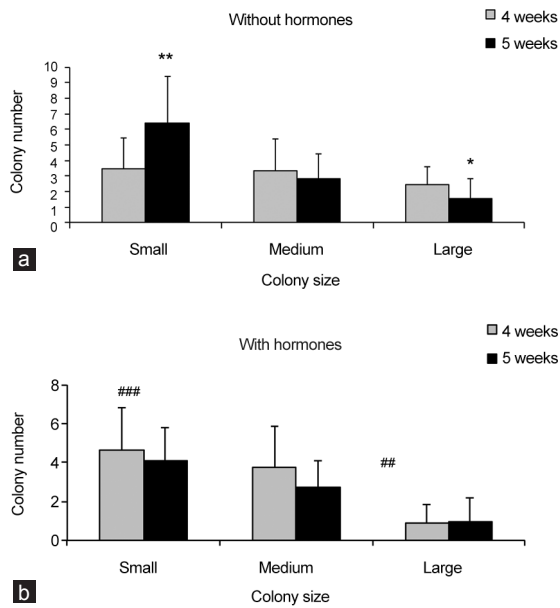 Without hormones
4 weeks
5 weeks
Colony number
10
9
8
7
6
5
4
3
2
1
0
**
*
Small Medium Large
Colony size
a
With hormones
4 weeks
5 weeks
Colony number
8
6
4
2
0
###
##
Small Medium Large
Colony size
b